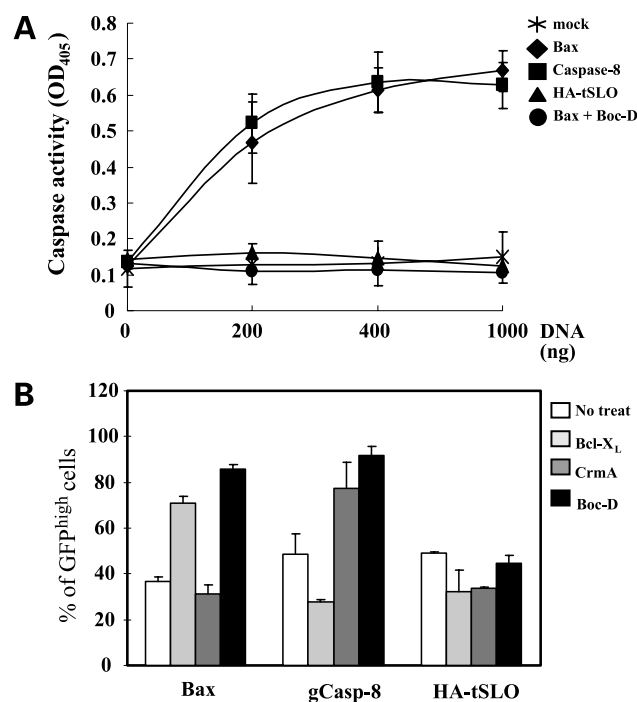 A
Caspase activity (OD405)
0.8
0.7
0.6
0.5
0.4
0.3
0.2
0.1
0
0
200
400
1000
DNA
(ng)
mock
Bax
Caspase-8
HA-tSLO
Bax + Boc-D
B
% of GFPhigh cells
120
100
80
60
40
20
0
Bax
gCasp-8
HA-tSLO
No treat
Bcl-XL
CrmA
Boc-D